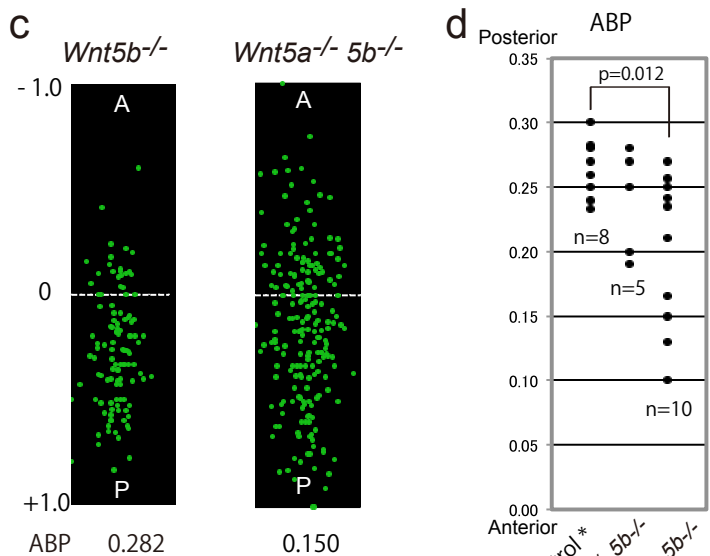 c
Wnt5b-/-
Wnt5a-/- 5b-/-
- 1.0
0
+1.0
A
P
A
P
ABP 0.282 0.150
d
ABP
Posterior
0.35
0.30
0.25
0.20
0.15
0.10
0.05
0.00
Anterior
p=0.012
n=8
n=5
n=10
5b-/-
5b-/-